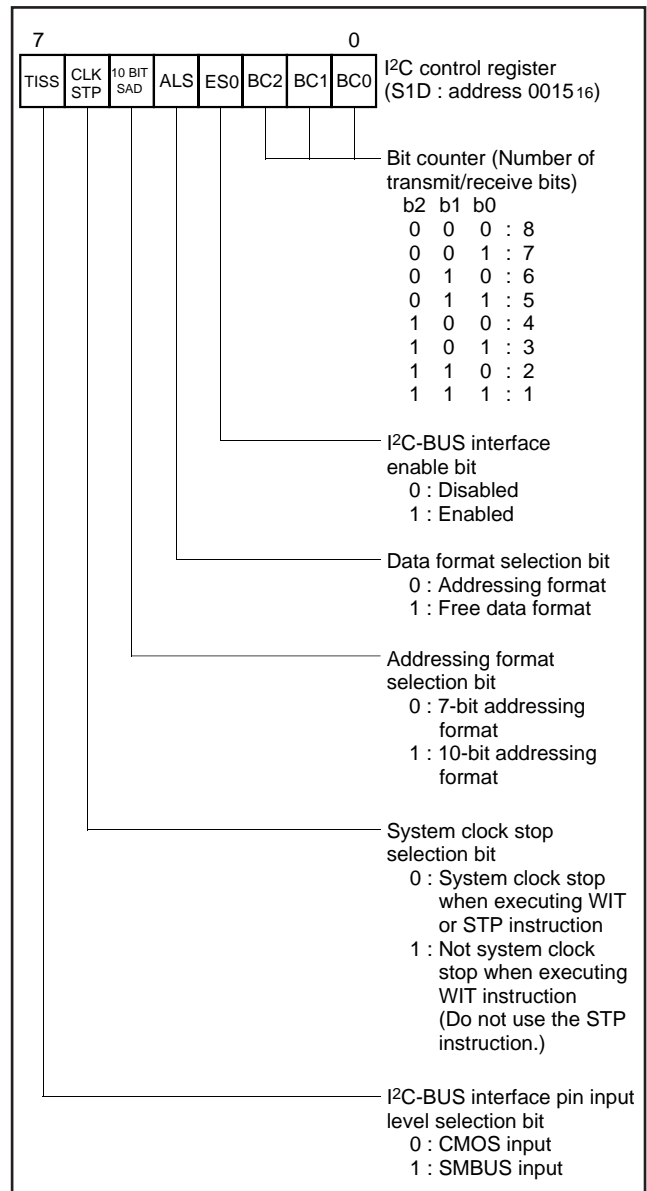 7 0
TISS CLK STP 10 BIT SAD ALS ES0 BC2 BC1 BC0
I2C control register
(S1D : address 001516)
Bit counter (Number of
transmit/receive bits)
b2 b1 b0
0 0 0 : 8
0 0 1 : 7
0 1 0 : 6
0 1 1 : 5
1 0 0 : 4
1 0 1 : 3
1 1 0 : 2
1 1 1 : 1
I2C-BUS interface
enable bit
0 : Disabled
1 : Enabled
Data format selection bit
0 : Addressing format
1 : Free data format
Addressing format
selection bit
0 : 7-bit addressing
format
1 : 10-bit addressing
format
System clock stop
selection bit
0 : System clock stop
when executing WIT
or STP instruction
1 : Not system clock
stop when executing
WIT instruction
(Do not use the STP
instruction.)
I2C-BUS interface pin input
level selection bit
0 : CMOS input
1 : SMBUS input